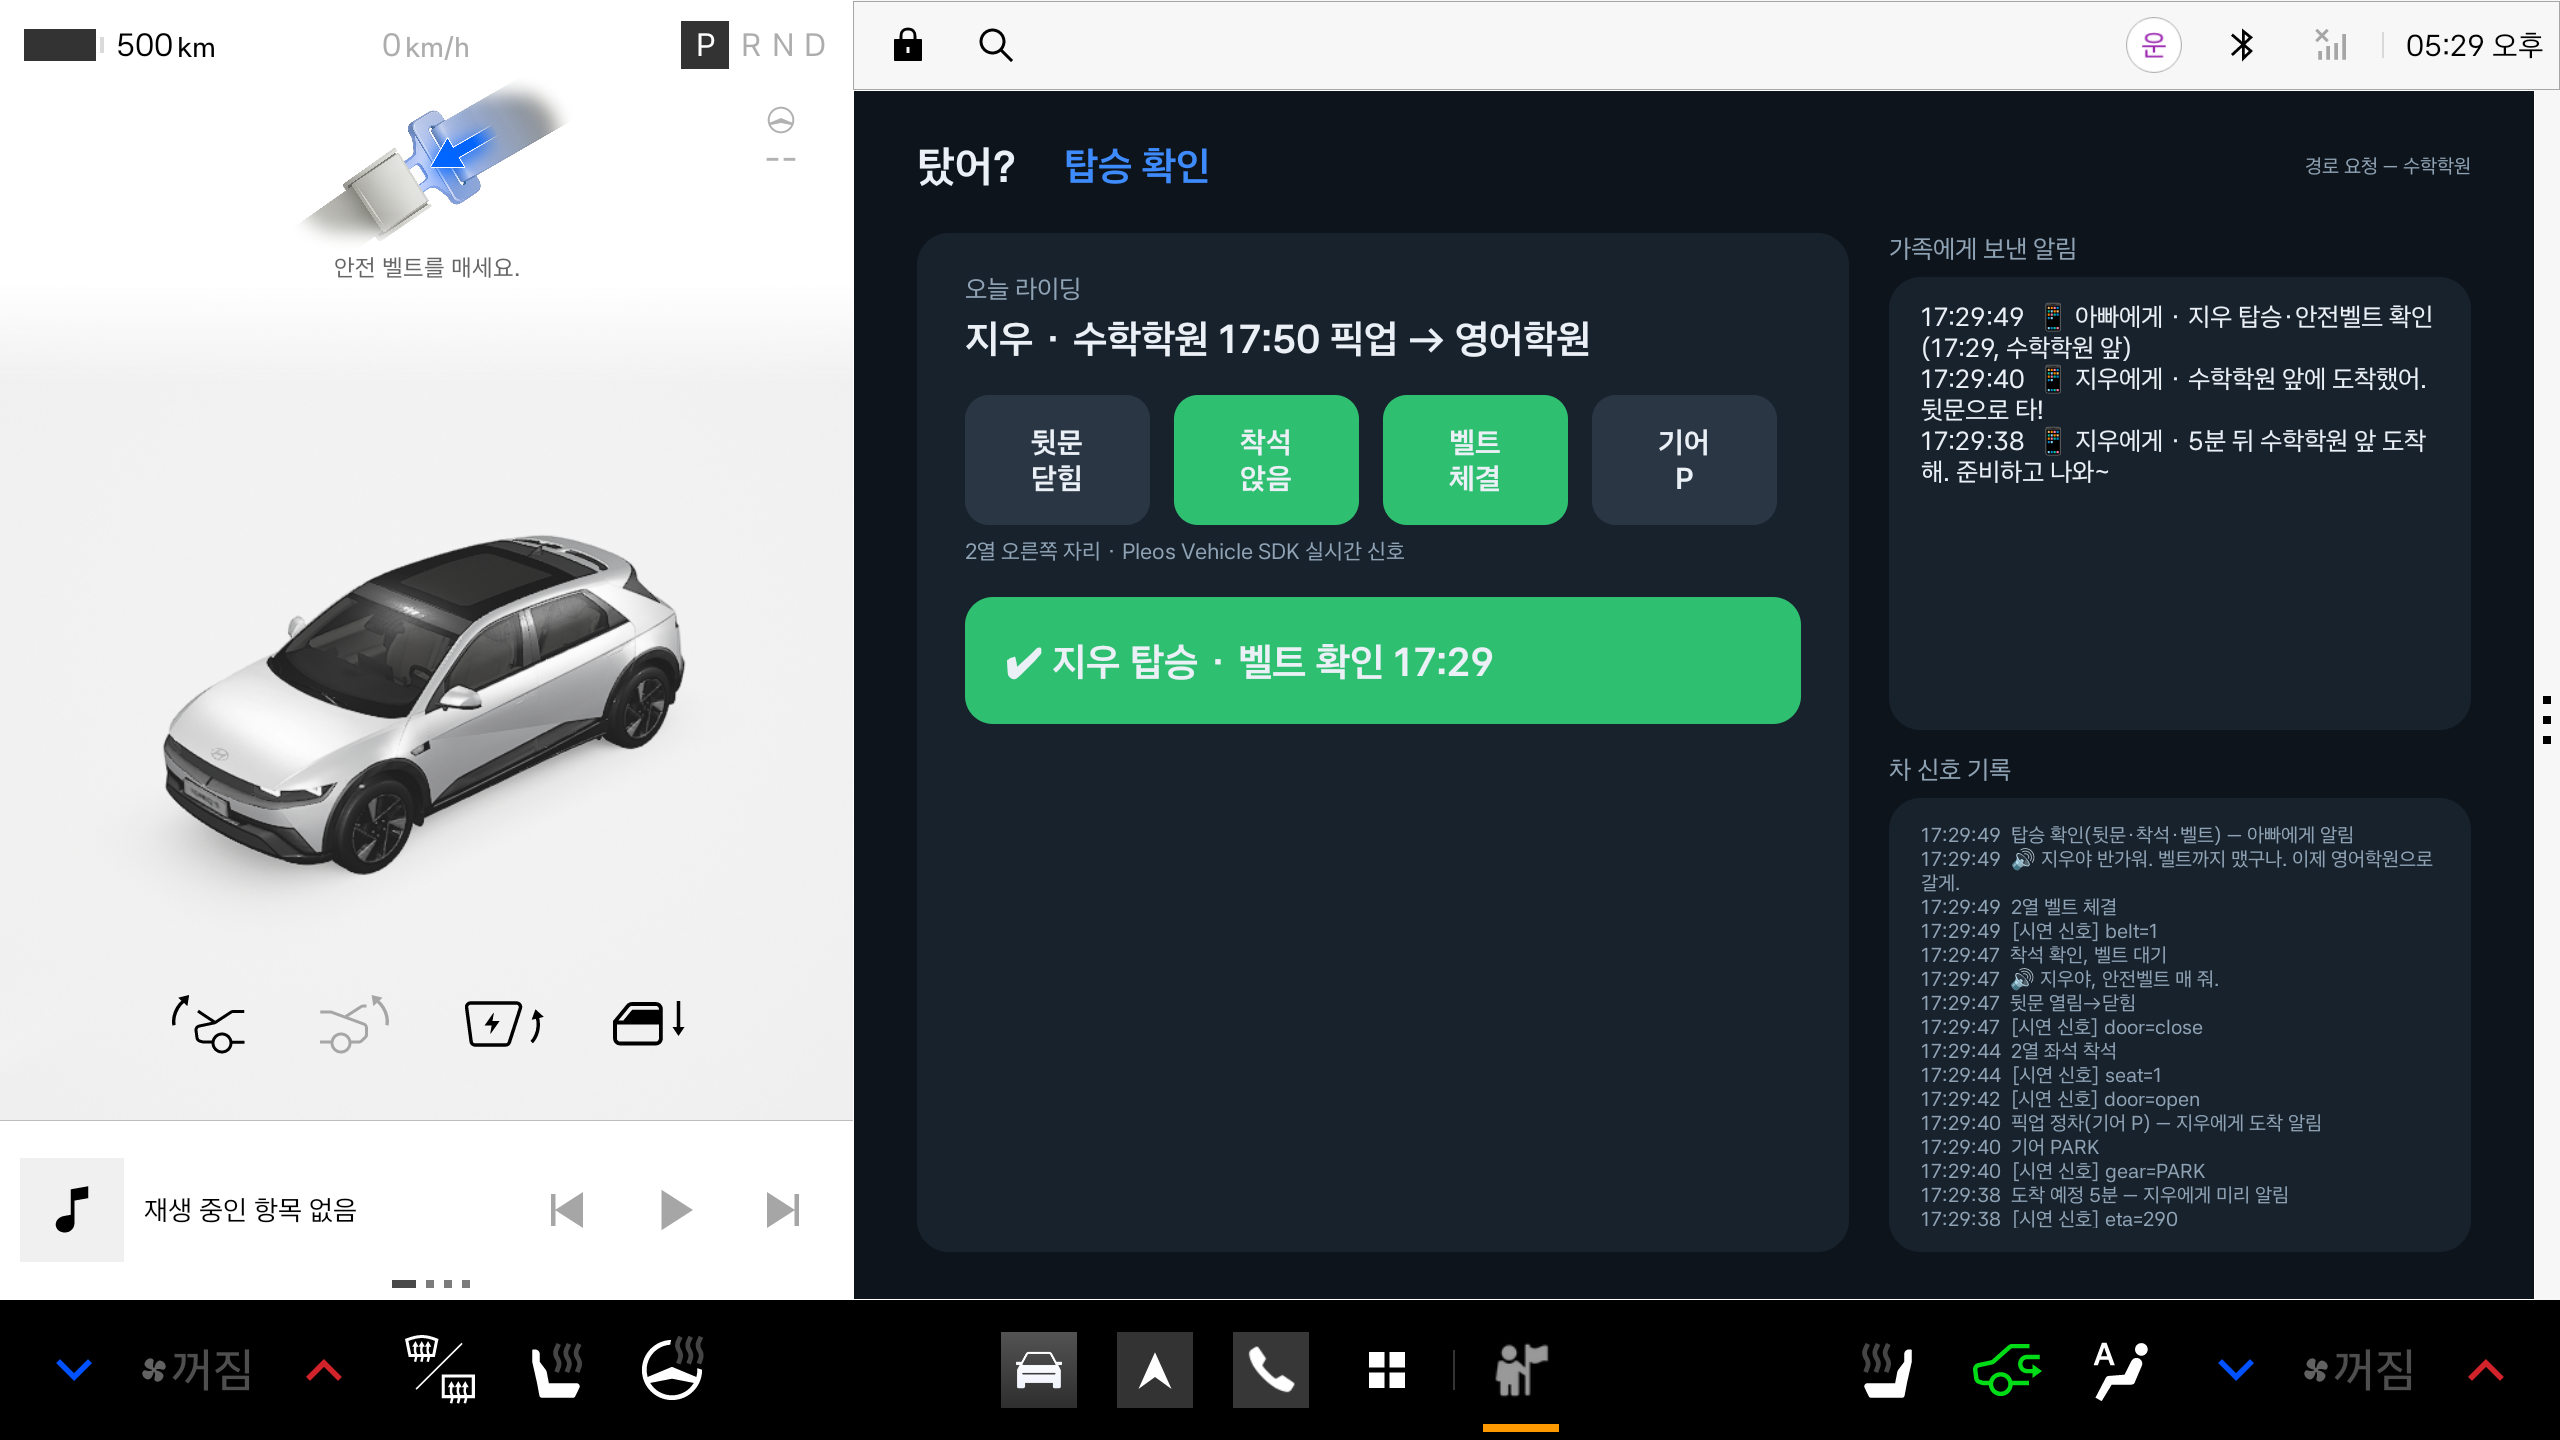 500 km
0 km/h
P R N D
--
안전 벨트를 매세요.
재생 중인 항목 없음
운
05:29 오후
탔어?
탑승 확인
경로 요청 — 수학학원
오늘 라이딩
지우 · 수학학원 17:50 픽업 → 영어학원
뒷문
닫힘
착석
앉음
벨트
체결
기어
P
2열 오른쪽 자리 · Pleos Vehicle SDK 실시간 신호
✔ 지우 탑승 · 벨트 확인 17:29
가족에게 보낸 알림
17:29:49 📱 아빠에게 · 지우 탑승·안전벨트 확인
(17:29, 수학학원 앞)
17:29:40 📱 지우에게 · 수학학원 앞에 도착했어.
뒷문으로 타!
17:29:38 📱 지우에게 · 5분 뒤 수학학원 앞 도착
해. 준비하고 나와~
차 신호 기록
17:29:49 탑승 확인(뒷문·착석·벨트) — 아빠에게 알림
17:29:49 🔊 지우야 반가워. 벨트까지 맸구나. 이제 영어학원으로
갈게.
17:29:49 2열 벨트 체결
17:29:49 [시연 신호] belt=1
17:29:47 착석 확인, 벨트 대기
17:29:47 🔊 지우야, 안전벨트 매 줘.
17:29:47 뒷문 열림→닫힘
17:29:47 [시연 신호] door=close
17:29:44 2열 좌석 착석
17:29:44 [시연 신호] seat=1
17:29:42 [시연 신호] door=open
17:29:40 픽업 정차(기어 P) — 지우에게 도착 알림
17:29:40 기어 PARK
17:29:40 [시연 신호] gear=PARK
17:29:38 도착 예정 5분 — 지우에게 미리 알림
17:29:38 [시연 신호] eta=290
꺼짐
A
꺼짐